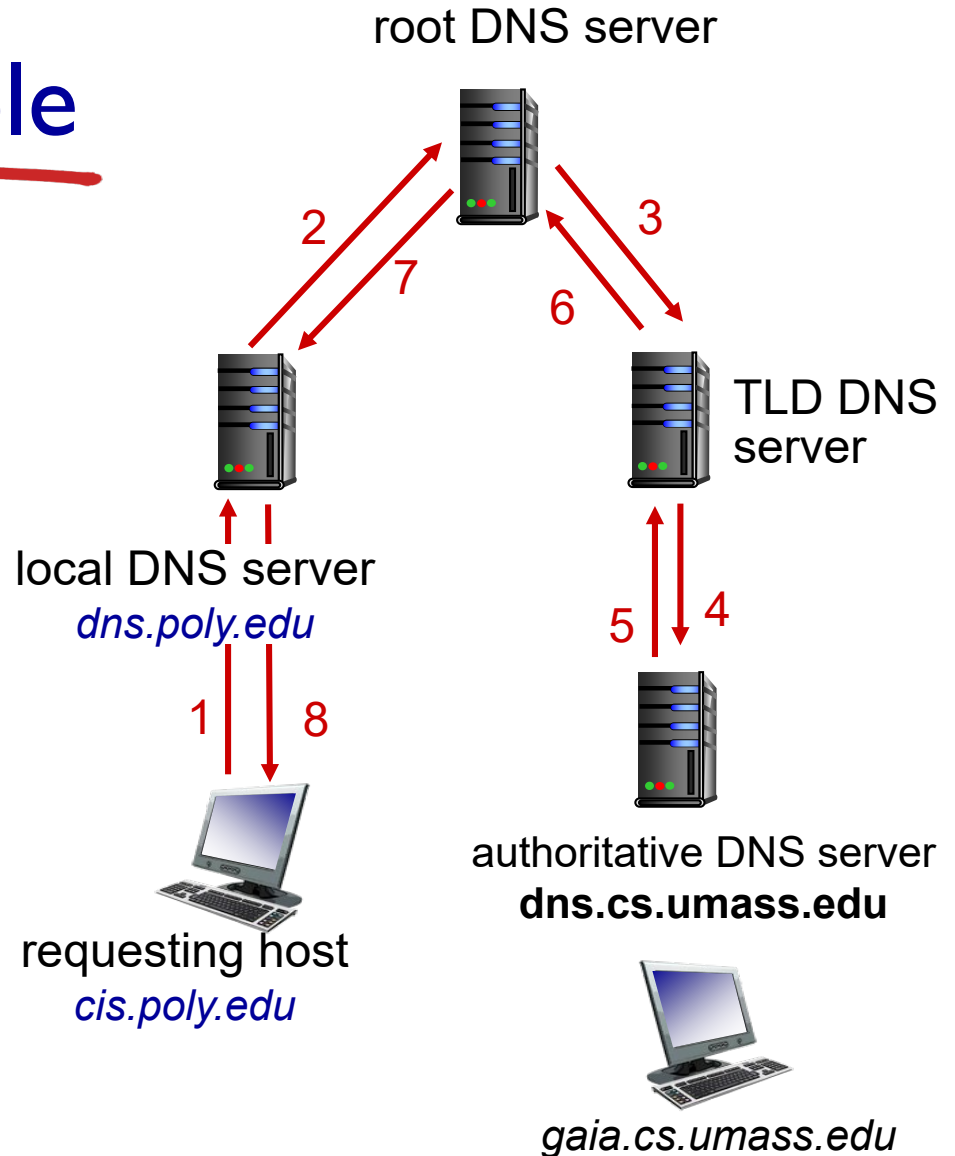 root DNS server
le
2
3
7
6
TLD DNS
server
local DNS server
dns.poly.edu
5
4
1
8
authoritative DNS server
dns.cs.umass.edu
requesting host
cis.poly.edu
gaia.cs.umass.edu